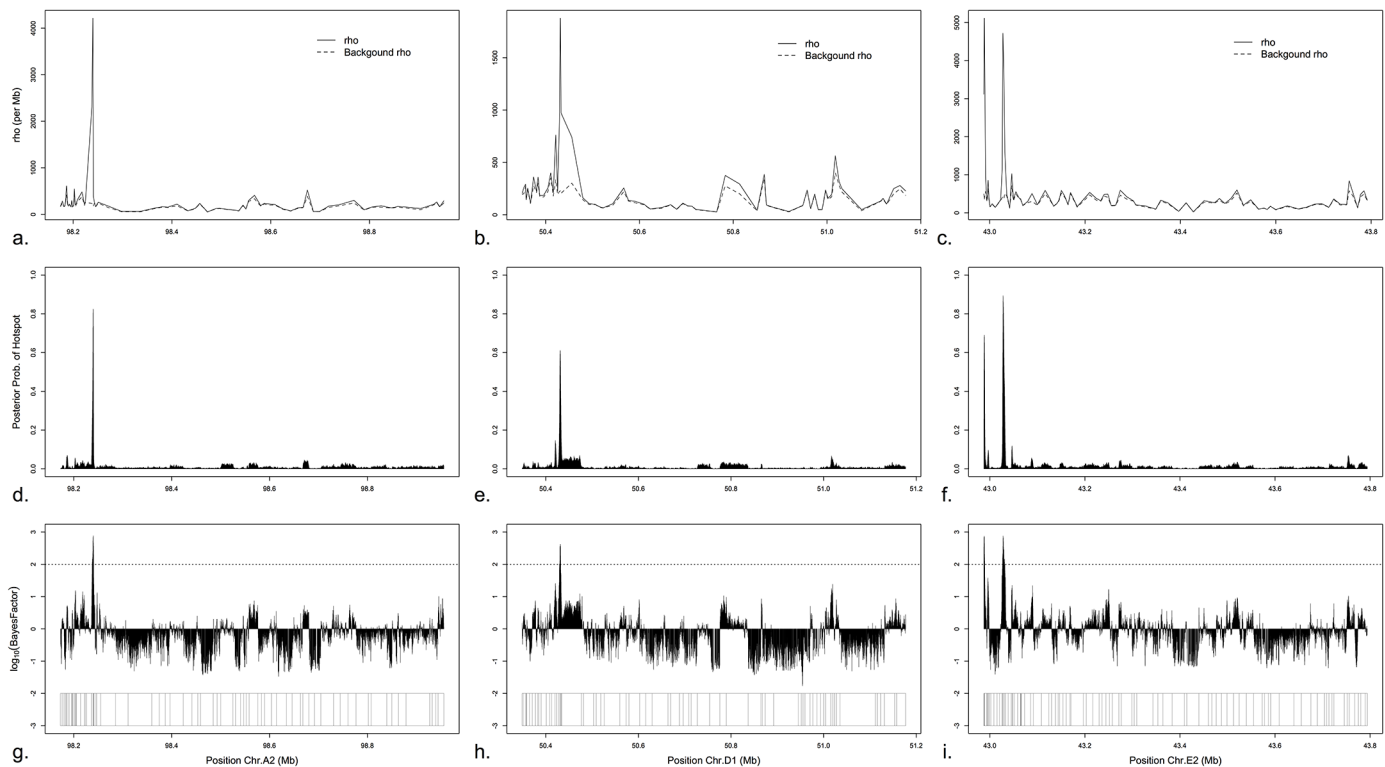 rho (per Mb)
4000
3000
2000
1000
0
rho
Backgound rho
98.2 98.4 98.6 98.8
a.
1500
1000
500
0
rho
Backgound rho
50.4 50.6 50.8 51.0 51.2
b.
5000
4000
3000
2000
1000
0
rho
Backgound rho
43.0 43.2 43.4 43.6 43.8
c.
Posterior Prob. of Hotspot
1.0
0.8
0.6
0.4
0.2
0.0
98.2 98.4 98.6 98.8
d.
1.0
0.8
0.6
0.4
0.2
0.0
50.4 50.6 50.8 51.0 51.2
e.
1.0
0.8
0.6
0.4
0.2
0.0
43.0 43.2 43.4 43.6 43.8
f.
log10(BayesFactor)
3
2
1
0
-1
-2
-3
98.2 98.4 98.6 98.8
g.
Position Chr.A2 (Mb)
3
2
1
0
-1
-2
-3
50.4 50.6 50.8 51.0 51.2
h.
Position Chr.D1 (Mb)
3
2
1
0
-1
-2
-3
43.0 43.2 43.4 43.6 43.8
i.
Position Chr.E2 (Mb)